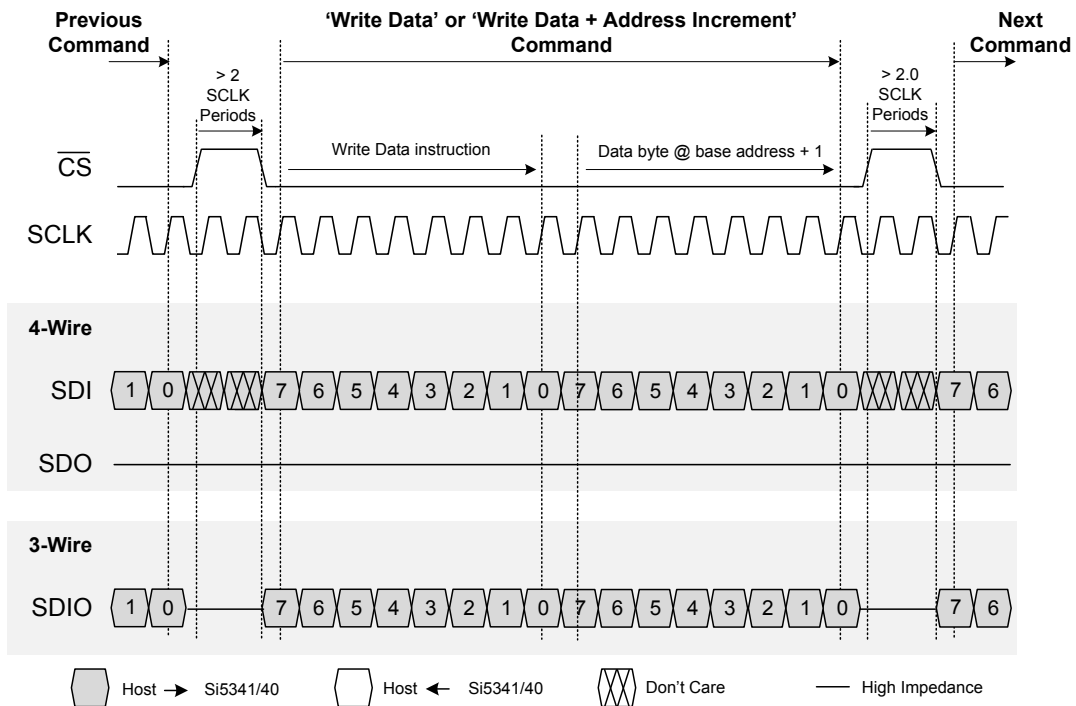 Previous Command
'Write Data' or 'Write Data + Address Increment' Command
Next Command
> 2 SCLK Periods
> 2.0 SCLK Periods
CS
Write Data instruction
Data byte @ base address + 1
SCLK
4-Wire
SDI
1 0 7 6 5 4 3 2 1 0 7 6 5 4 3 2 1 0 7 6
SDO
3-Wire
SDIO
1 0 7 6 5 4 3 2 1 0 7 6 5 4 3 2 1 0 7 6
Host Si5341/40
Host Si5341/40
Don't Care
High Impedance